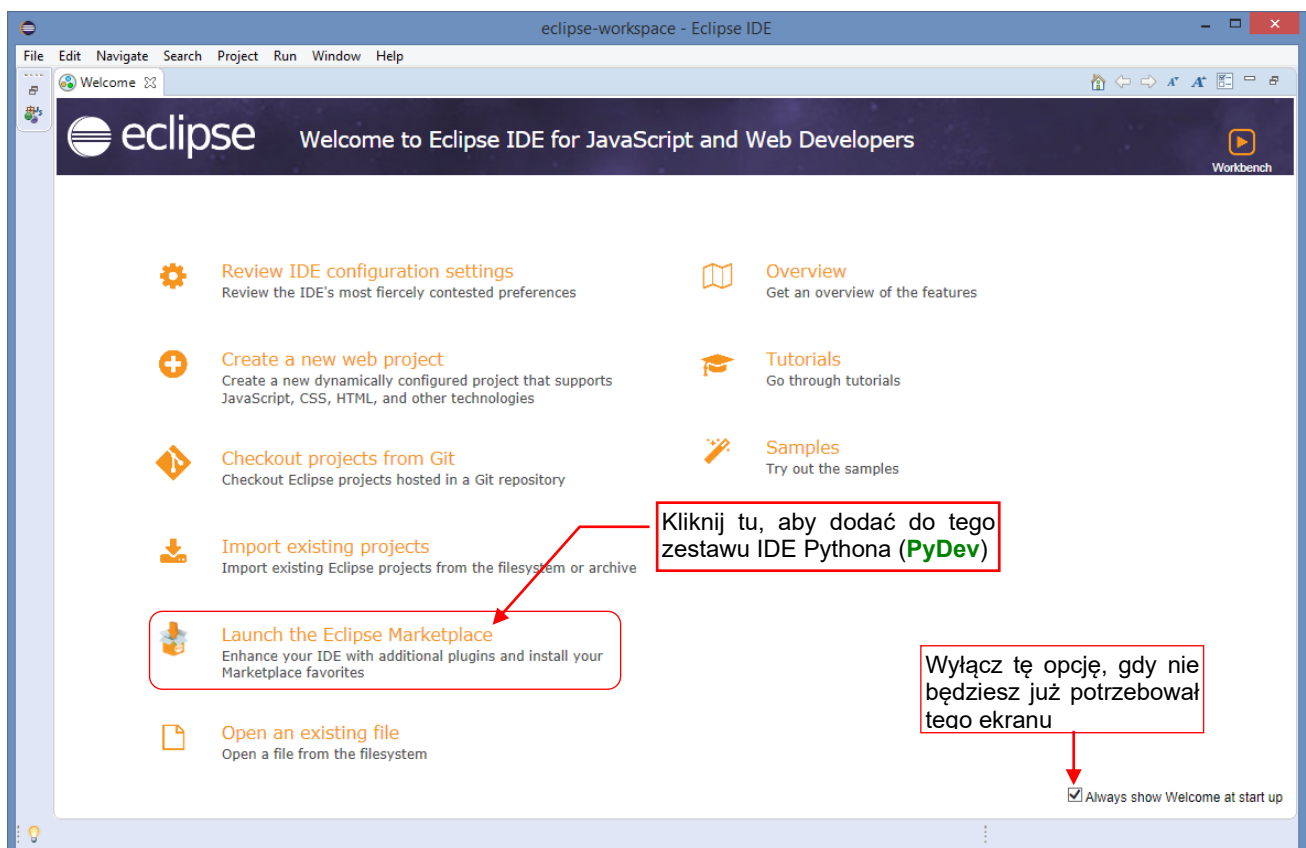 eclipse-workspace - Eclipse IDE
File Edit Navigate Search Project Run Window Help
Welcome
eclipse Welcome to Eclipse IDE for JavaScript and Web Developers
Workbench
Review IDE configuration settings
Review the IDE's most fiercely contested preferences
Overview
Get an overview of the features
Create a new web project
Create a new dynamically configured project that supports
JavaScript, CSS, HTML, and other technologies
Tutorials
Go through tutorials
Checkout projects from Git
Checkout Eclipse projects hosted in a Git repository
Samples
Try out the samples
Kliknij tu, aby dodać do tego
zestawu IDE Pythona (PyDev)
Import existing projects
Import existing Eclipse projects from the filesystem or archive
Launch the Eclipse Marketplace
Enhance your IDE with additional plugins and install your
Marketplace favorites
Wyłącz tę opcję, gdy nie
będziesz już potrzebował
tego ekranu
Open an existing file
Open a file from the filesystem
Always show Welcome at start up